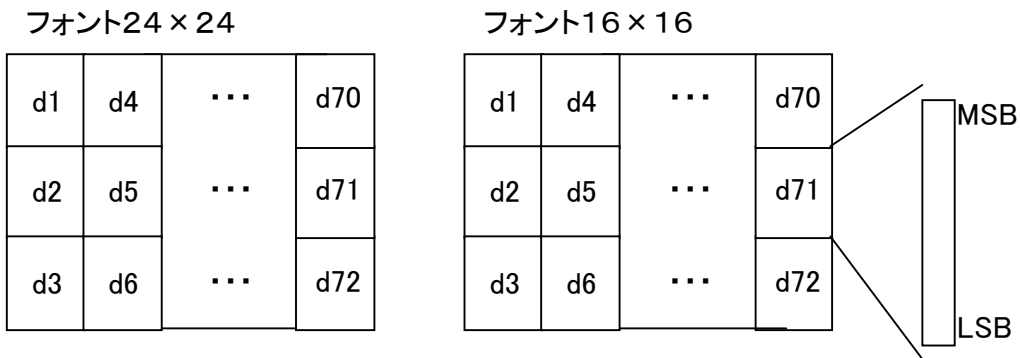 フォント24×24
d1 d4 ・・・ d70
d2 d5 ・・・ d71
d3 d6 ・・・ d72
フォント16×16
d1 d4 ・・・ d70
d2 d5 ・・・ d71
d3 d6 ・・・ d72
MSB
LSB